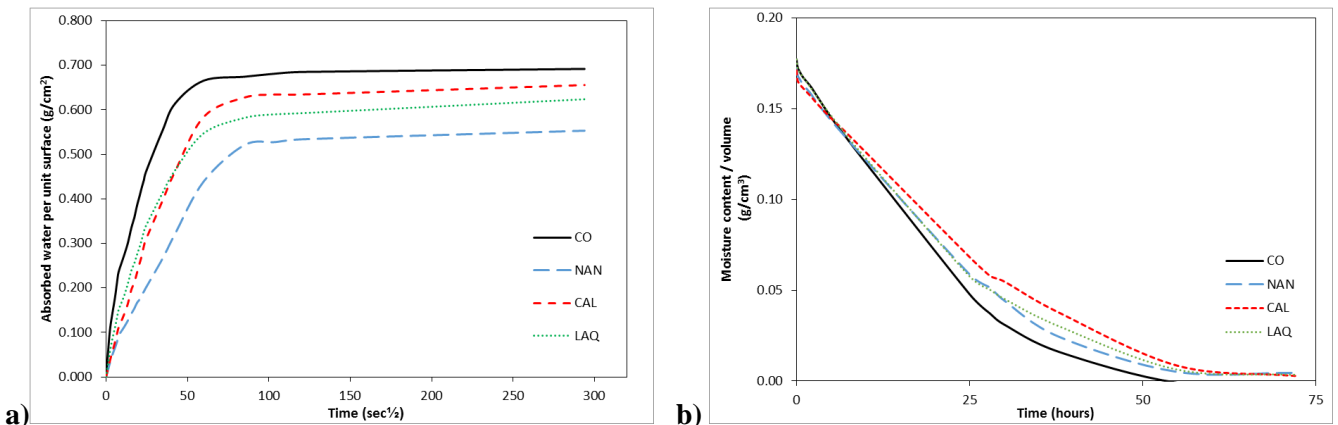 0.800
0.700
0.600
0.500
0.400
0.300
0.200
0.100
0.000
Absorbed water per unit surface (g/cm²)
0 50 100 150 200 250 300
Time (sec½)
CO
NAN
CAL
LAQ
a)
0.20
0.15
0.10
0.05
0.00
Moisture content / volume
(g/cm³)
0 25 50 75
Time (hours)
CO
NAN
CAL
LAQ
b)